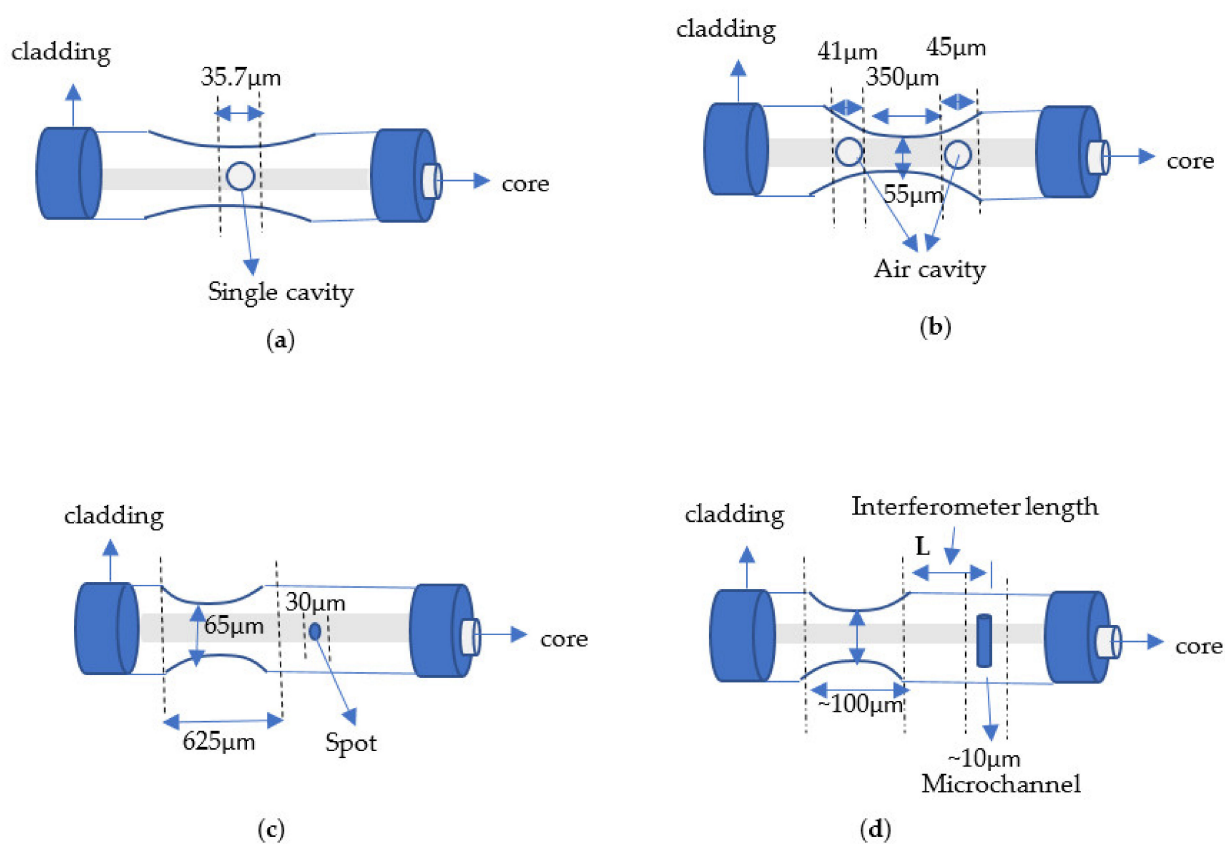 cladding
35.7μm
core
Single cavity
(a)
cladding
41μm
45μm
350μm
core
55μm
Air cavity
(b)
cladding
30μm
65μm
core
625μm
Spot
(c)
Interferometer length
cladding
L
core
~100μm
~10μm
Microchannel
(d)